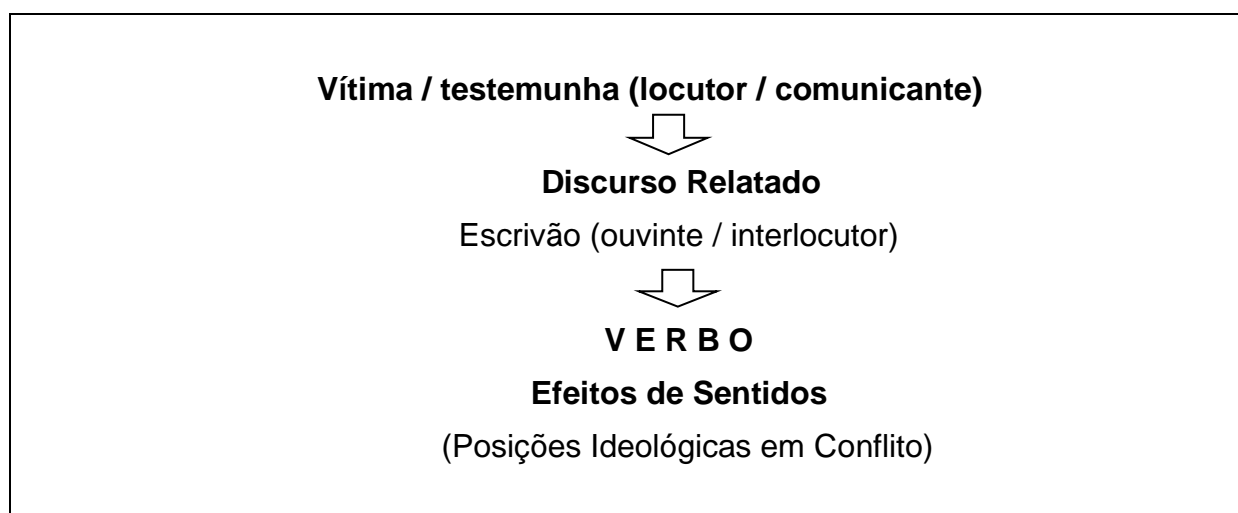 Vítima / testemunha (locutor / comunicante)
Discurso Relatado
Escrivão (ouvinte / interlocutor)
V E R B O
Efeitos de Sentidos
(Posições Ideológicas em Conflito)